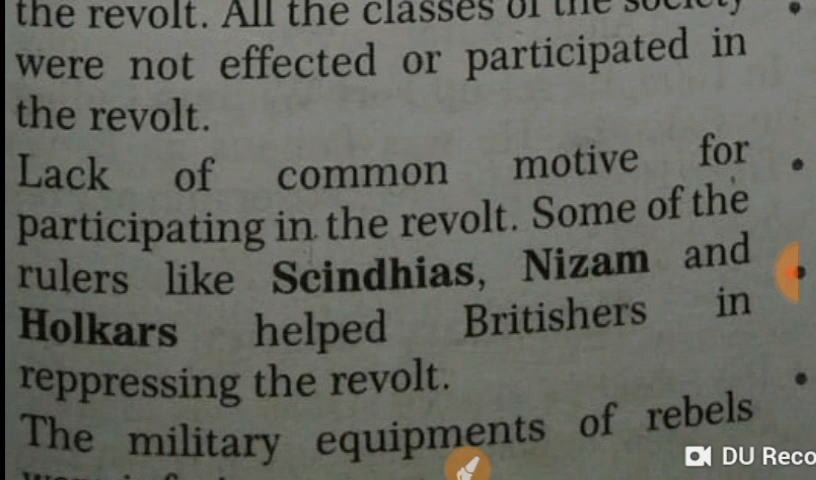 the revolt. All the classes of the society
were not effected or participated in
the revolt.
Lack of common motive for
participating in the revolt. Some of the
rulers like Scindhias, Nizam and
Holkars helped Britishers in
reppressing the revolt.
The military equipments of rebels
DU Reco